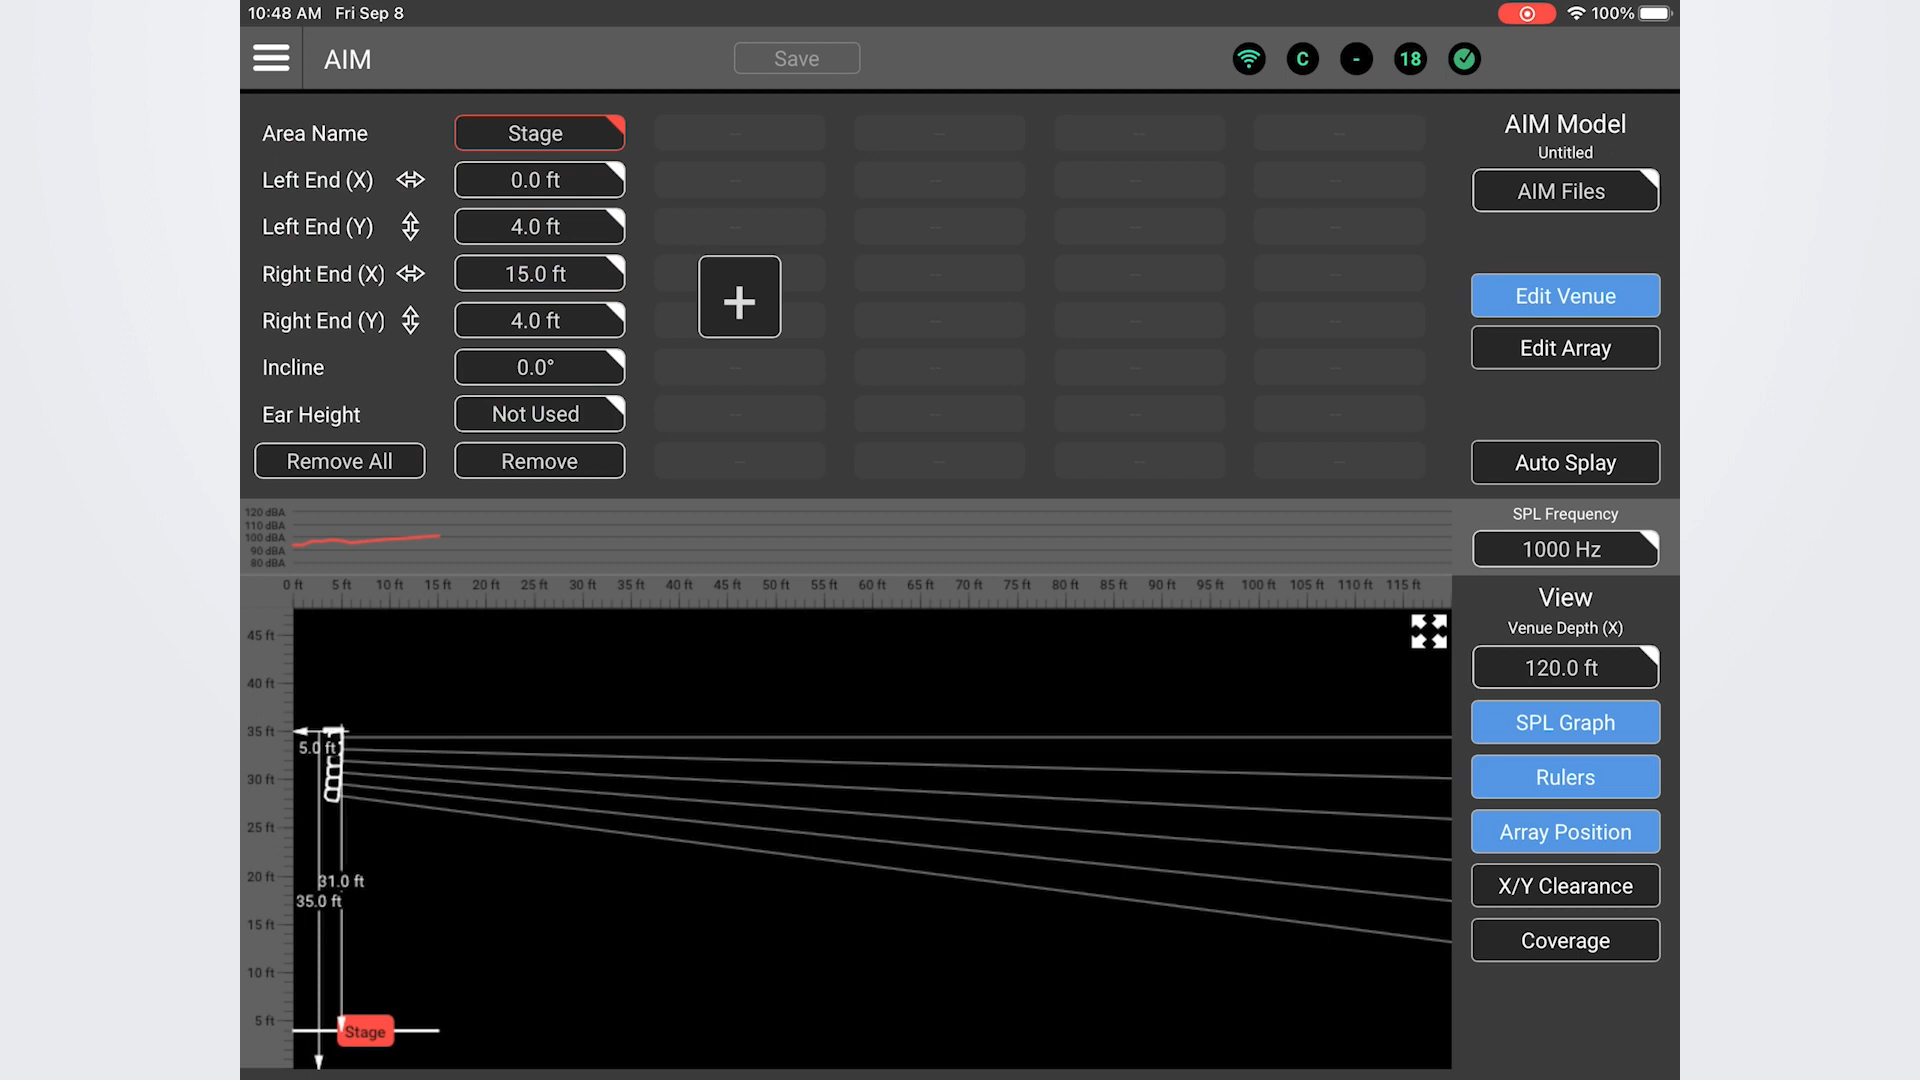 10:48 AM Fri Sep 8
100%
AIM
Save
C
-
18
Area Name
Stage
Left End (X)
0.0 ft
Left End (Y)
4.0 ft
Right End (X)
15.0 ft
Right End (Y)
4.0 ft
Incline
0.0°
Ear Height
Not Used
Remove All
Remove
AIM Model
Untitled
AIM Files
Edit Venue
Edit Array
Auto Splay
SPL Frequency
1000 Hz
120 dBA
110 dBA
100 dBA
90 dBA
80 dBA
0 ft 5 ft 10 ft 15 ft 20 ft 25 ft 30 ft 35 ft 40 ft 45 ft 50 ft 55 ft 60 ft 65 ft 70 ft 75 ft 80 ft 85 ft 90 ft 95 ft 100 ft 105 ft 110 ft 115 ft
45 ft
40 ft
35 ft
30 ft
25 ft
20 ft
15 ft
10 ft
5 ft
5.0 ft
31.0 ft
35.0 ft
Stage
View
Venue Depth (X)
120.0 ft
SPL Graph
Rulers
Array Position
X/Y Clearance
Coverage